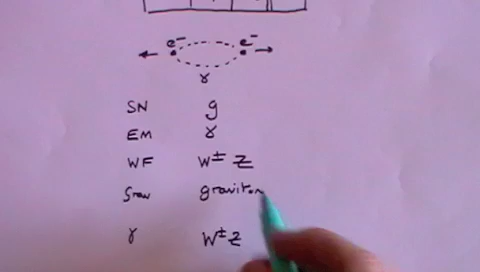 e⁻ e⁻
γ
SN g
EM γ
WF W± Z
Grav graviton
γ W± Z